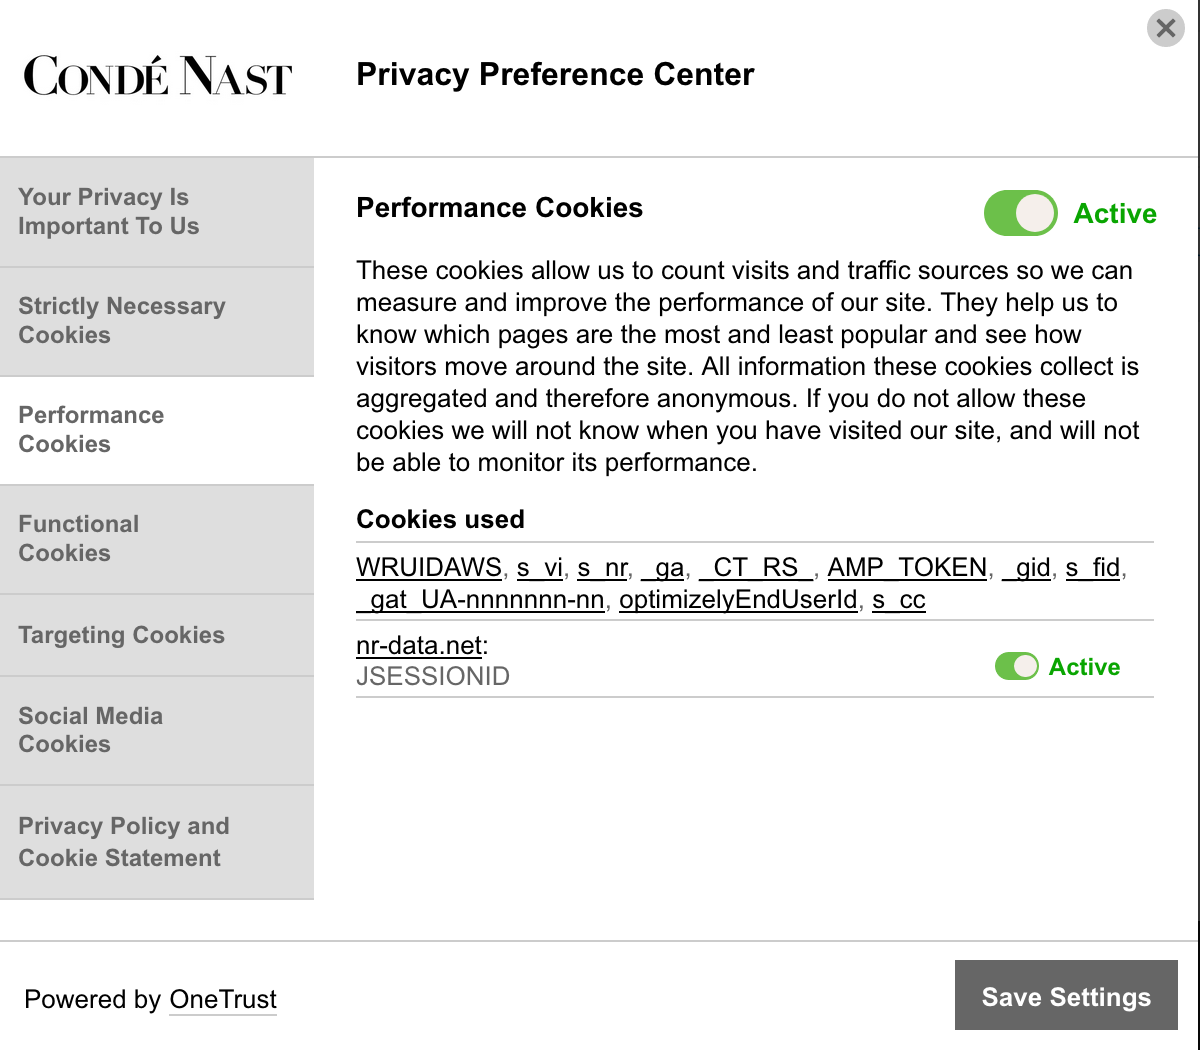 CONDÉ NAST
Privacy Preference Center
Your Privacy Is
Important To Us
Strictly Necessary
Cookies
Performance
Cookies
Functional
Cookies
Targeting Cookies
Social Media
Cookies
Privacy Policy and
Cookie Statement
Performance Cookies
Active
These cookies allow us to count visits and traffic sources so we can
measure and improve the performance of our site. They help us to
know which pages are the most and least popular and see how
visitors move around the site. All information these cookies collect is
aggregated and therefore anonymous. If you do not allow these
cookies we will not know when you have visited our site, and will not
be able to monitor its performance.
Cookies used
WRUIDAWS, s_vi, s_nr, _ga, _CT_RS_, AMP_TOKEN, _gid, s_fid,
_gat_UA-nnnnnnn-nn, optimizelyEndUserId, s_cc
nr-data.net:
JSESSIONID
Active
Powered by OneTrust
Save Settings